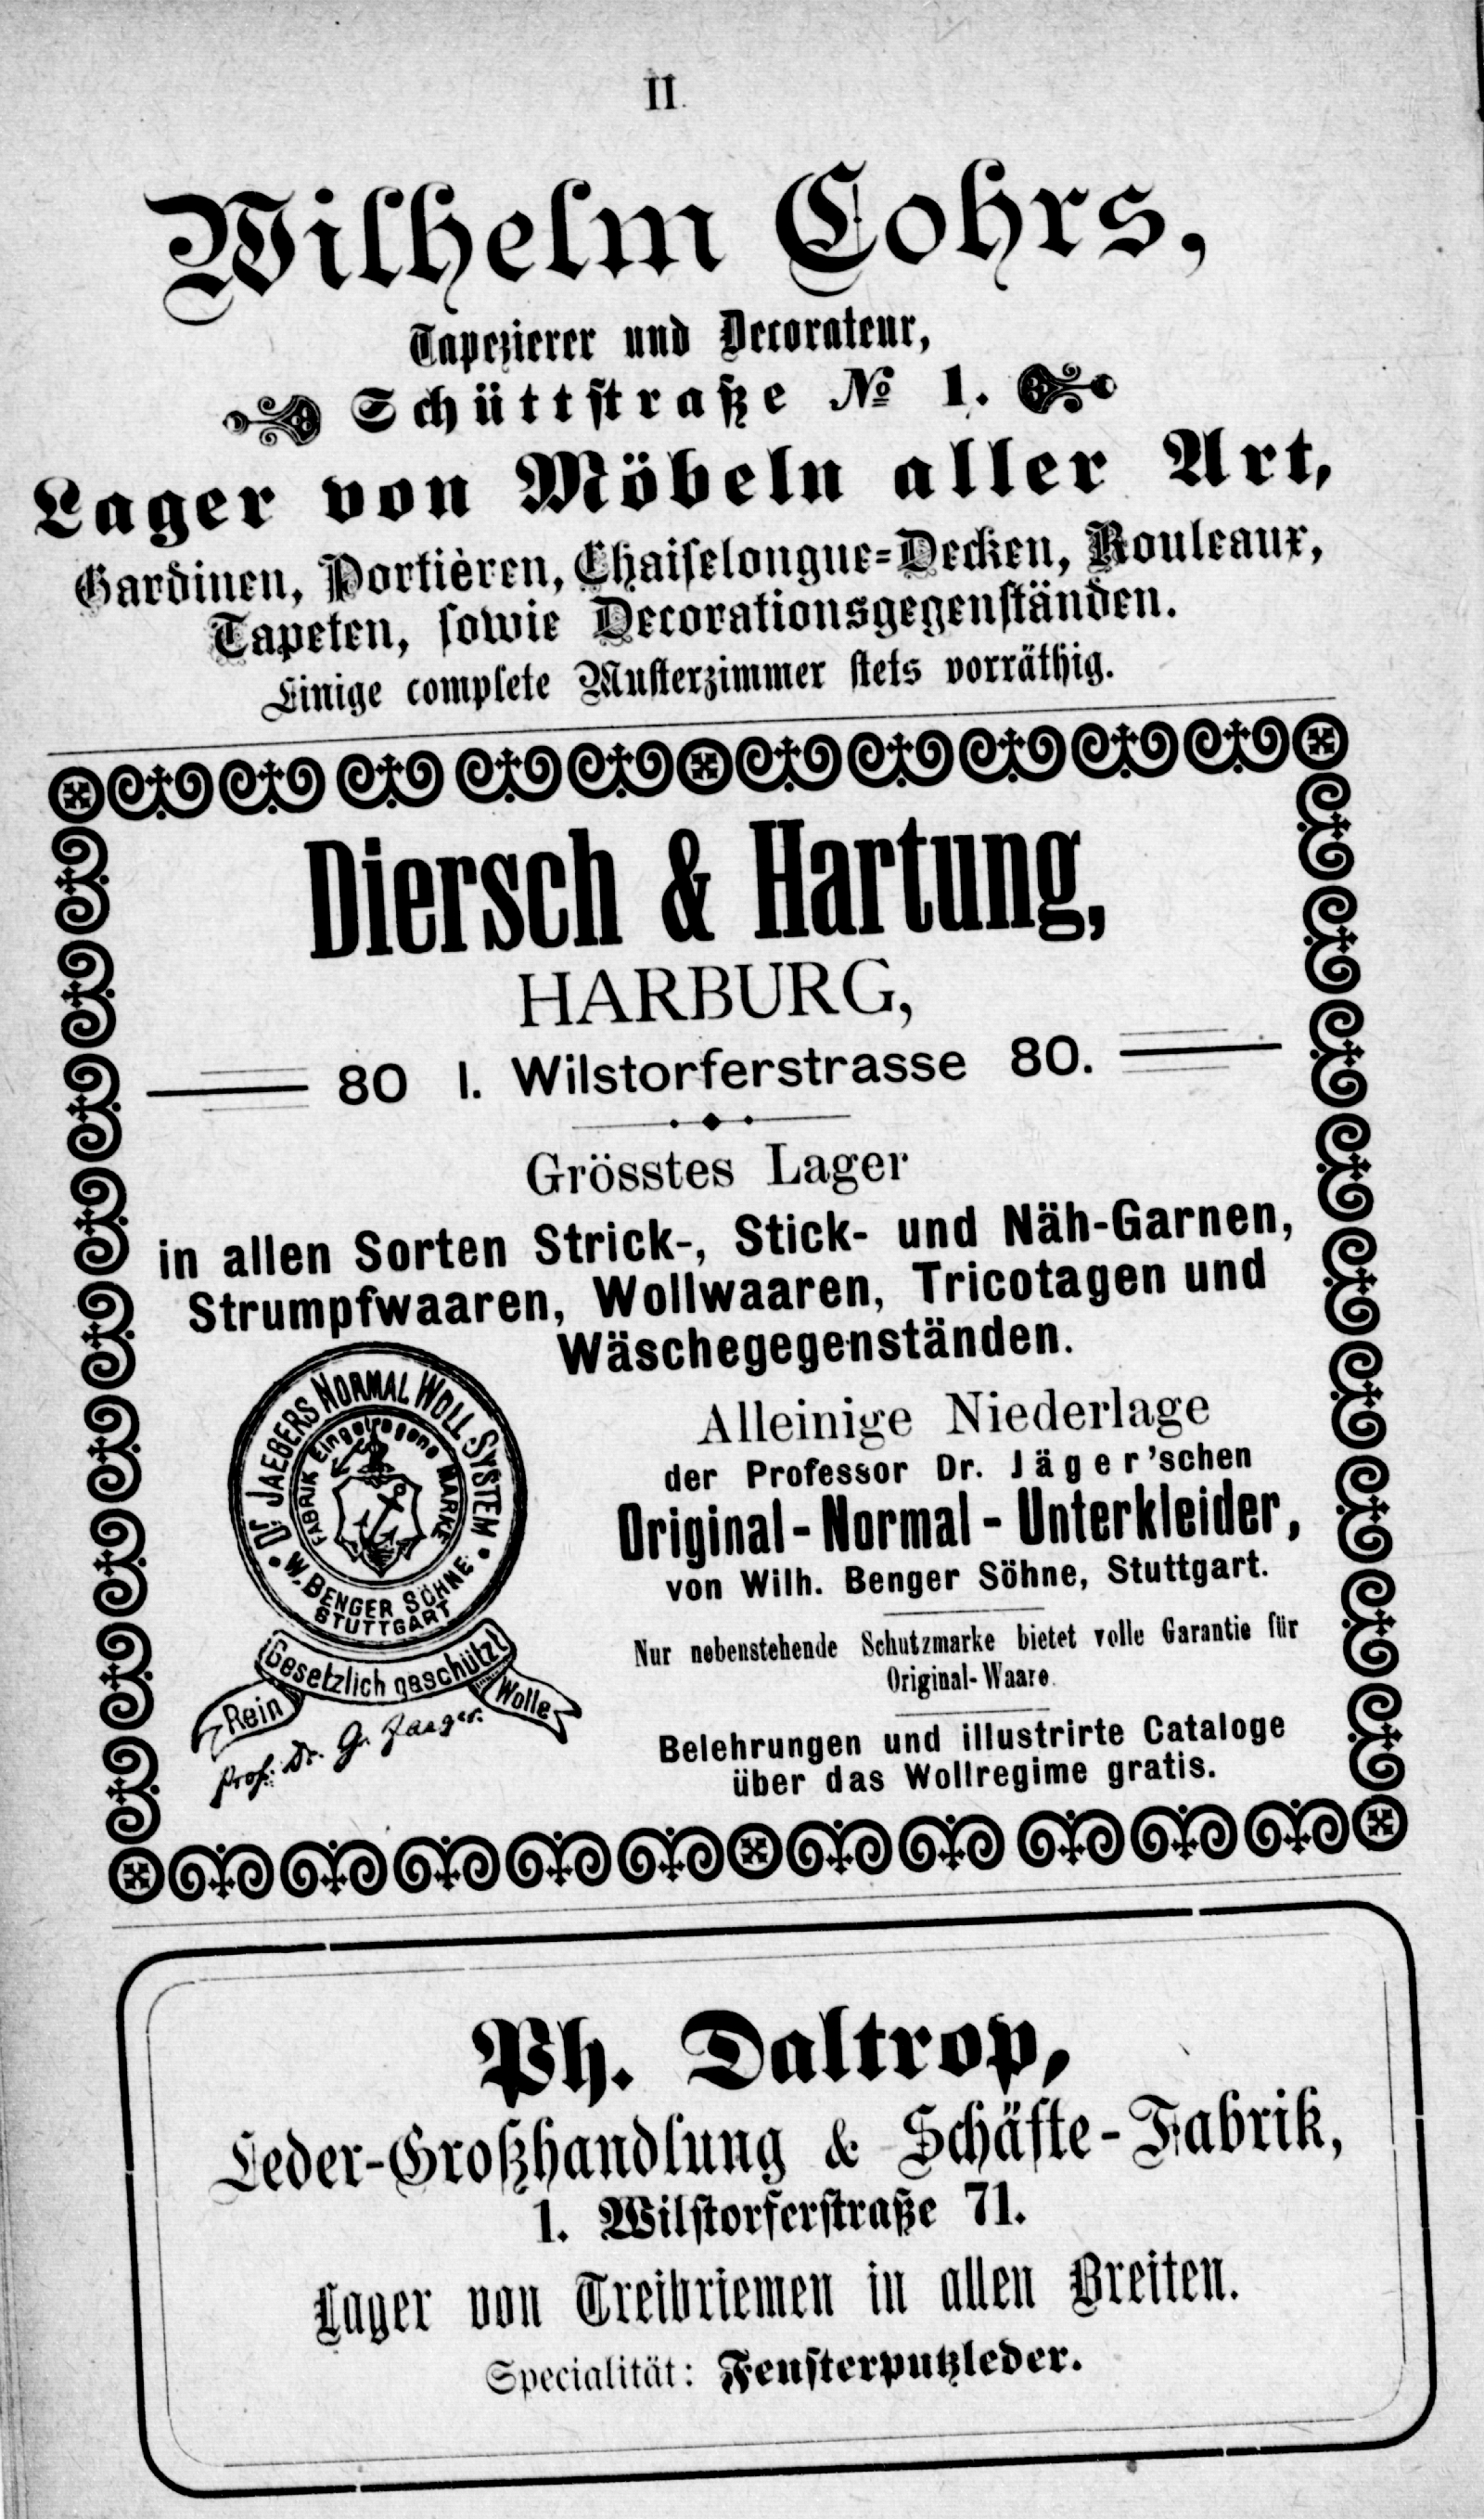 II.
Wilhelm Cohrs,
Tapezierer und Decorateur,
Schüttstraße № 1.
Lager von Möbeln aller Art,
Gardinen, Portièren, Chaiselongue-Decken, Rouleaux,
Tapeten, sowie Decorationsgegenständen.
Einige complete Musterzimmer stets vorräthig.
Diersch & Hartung,
HARBURG,
80 I. Wilstorferstrasse 80.
Grösstes Lager
in allen Sorten Strick-, Stick- und Näh-Garnen,
Strumpfwaaren, Wollwaaren, Tricotagen und
Wäschegegenständen.
DR. JAEGERS NORMAL WOLL SYSTEM
FABRIK Eingetragene MARKE
W. BENGER SÖHNE
STUTTGART
Gesetzlich geschützt
Rein Wolle
Prof. Dr. G. Jaeger.
Alleinige Niederlage
der Professor Dr. Jäger'schen
Original-Normal-Unterkleider,
von Wilh. Benger Söhne, Stuttgart.
Nur nebenstehende Schutzmarke bietet volle Garantie für
Original-Waare.
Belehrungen und illustrirte Cataloge
über das Wollregime gratis.
Ph. Daltrop,
Leder-Großhandlung & Schäfte-Fabrik,
1. Wilstorferstraße 71.
Lager von Treibriemen in allen Breiten.
Specialität: Fensterputzleder.